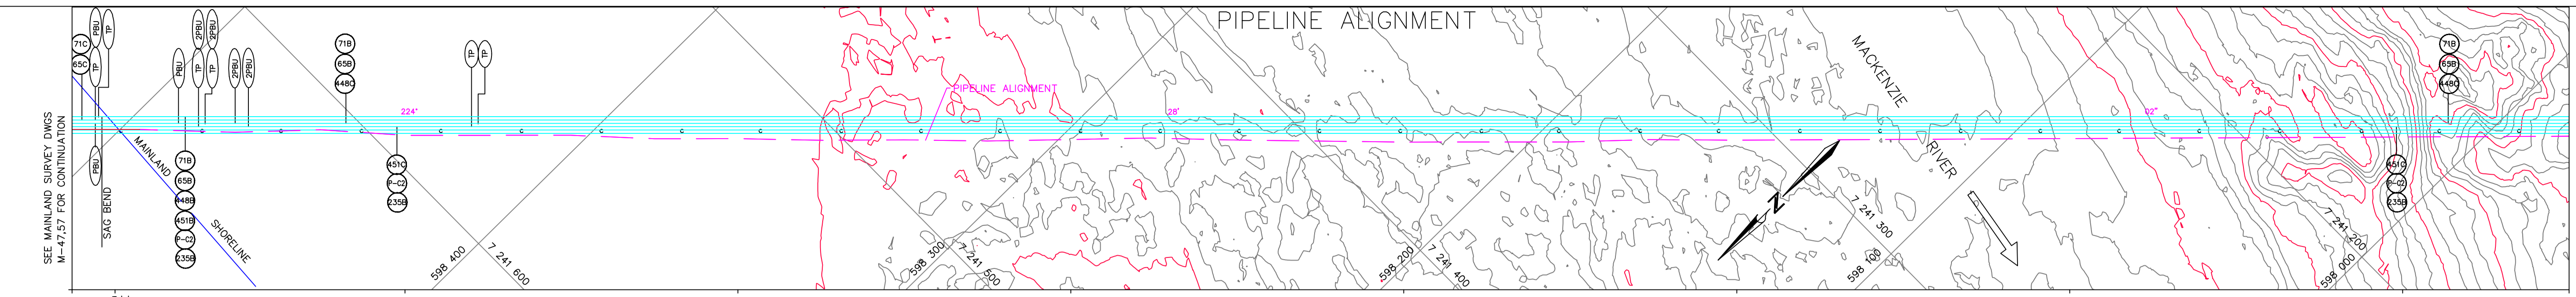 PIPELINE ALIGNMENT
SEE MAINLAND SURVEY DWGS
M-47,57 FOR CONTINUATION
71C
65C
PBU
TP
TP
PBU
SAG BEND
PBU
2PBU
2PBU
TP
TP
2PBU
2PBU
71B
65B
448B
451B
P-C2
235B
MAINLAND
SHORELINE
71B
65B
448C
224°
451C
P-C2
235B
TP
TP
598 400
7 241 600
PIPELINE ALIGNMENT
598 300
7 241 500
28°
598 200
7 241 400
N
MACKENZIE
RIVER
598 100
7 241 300
02°
598 000
7 241 200
71B
65B
448C
451C
P-C2
235B
C C C C C C C C C C C C C C C C C C C C C C C C C C C C C C C